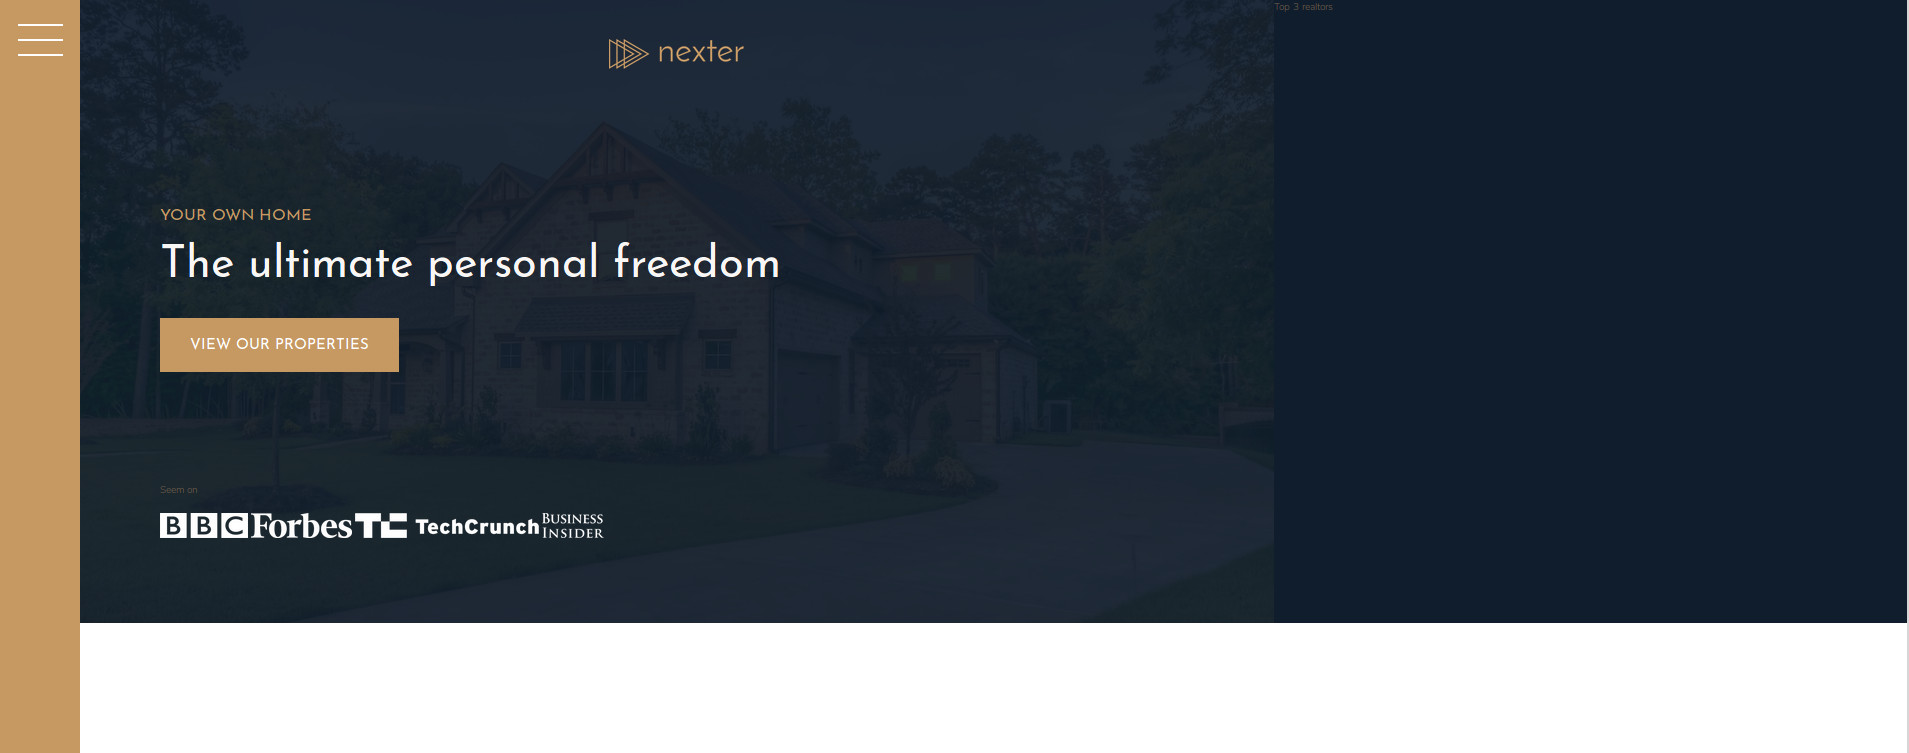 Top 3 realtors
nexter
YOUR OWN HOME
The ultimate personal freedom
VIEW OUR PROPERTIES
Seem on
BBC Forbes TC TechCrunch BUSINESS
INSIDER